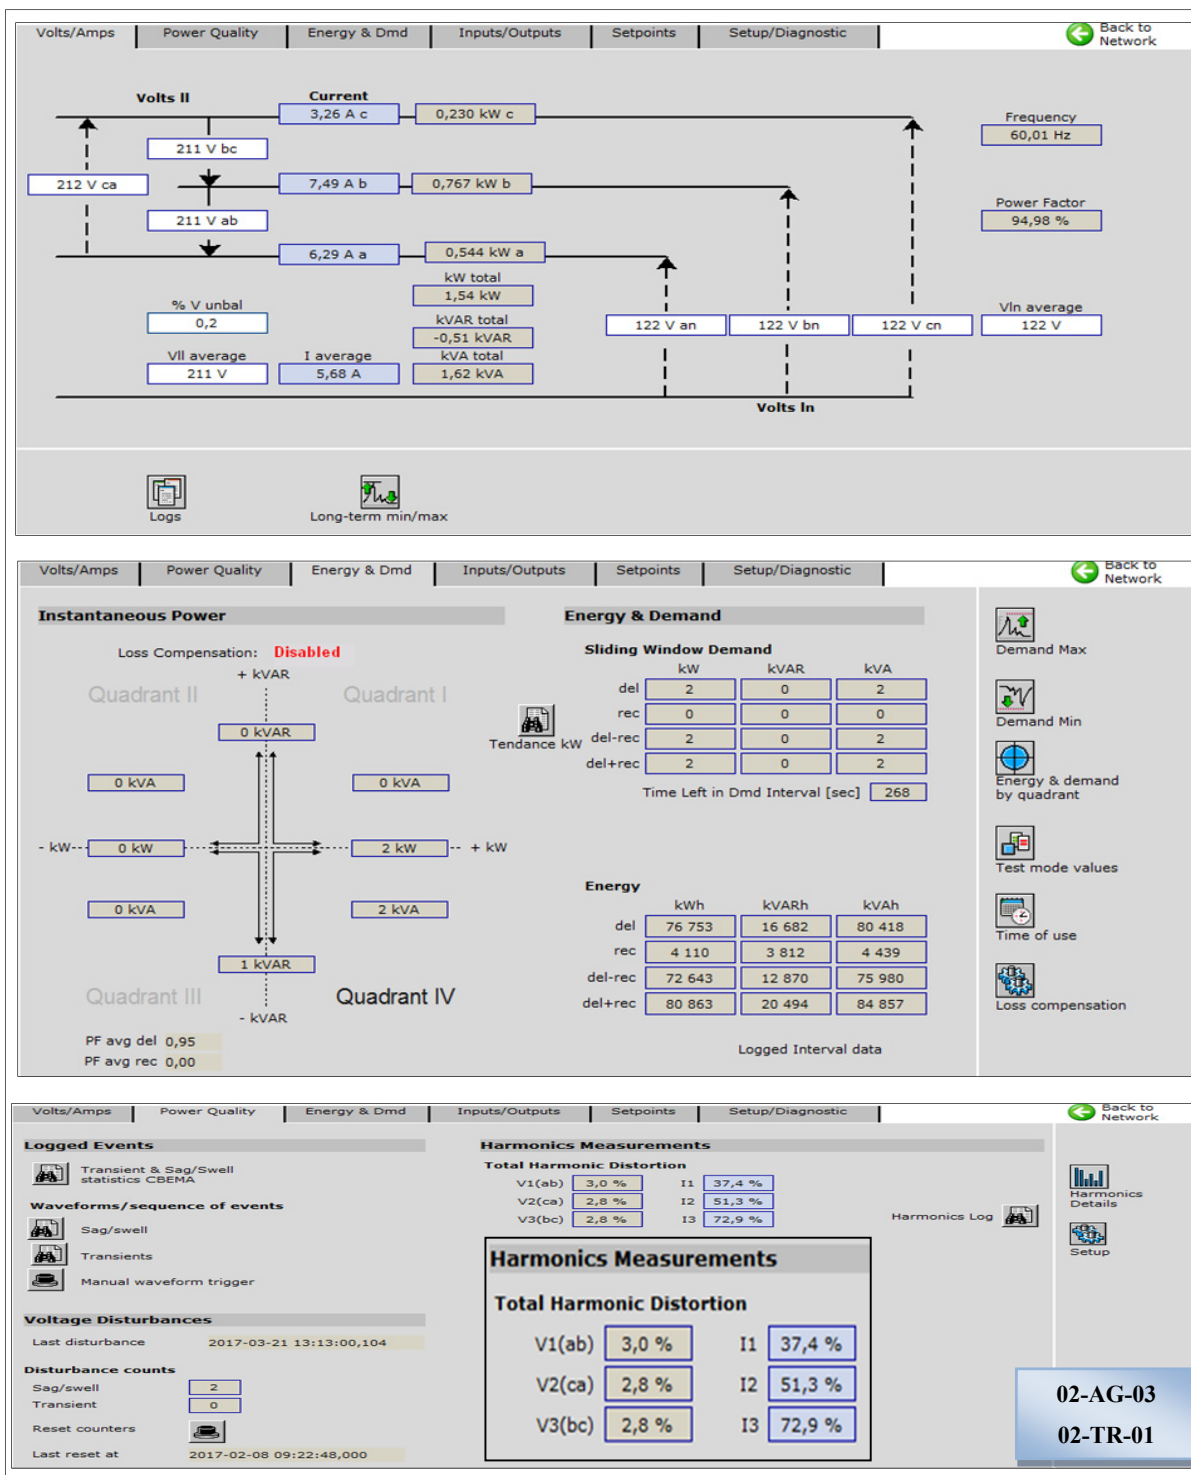 Volts/Amps Power Quality Energy & Dmd Inputs/Outputs Setpoints Setup/Diagnostic Back to Network
Volts ll Current
3,26 A c 0,230 kW c
Frequency
60,01 Hz
211 V bc
212 V ca 7,49 A b 0,767 kW b
Power Factor
94,98 %
211 V ab
6,29 A a 0,544 kW a
kW total
1,54 kW
% V unbal
0,2
kVAR total
-0,51 kVAR
122 V an 122 V bn 122 V cn
Vln average
122 V
Vll average I average kVA total
211 V 5,68 A 1,62 kVA
Volts ln
Logs Long-term min/max
Volts/Amps Power Quality Energy & Dmd Inputs/Outputs Setpoints Setup/Diagnostic Back to Network
Instantaneous Power
Loss Compensation: Disabled
+ kVAR
Quadrant II Quadrant I
0 kVAR
0 kVA 0 kVA
- kW 0 kW 2 kW + kW
0 kVA 2 kVA
1 kVAR
Quadrant III Quadrant IV
- kVAR
PF avg del 0,95
PF avg rec 0,00
Tendance kW
Energy & Demand
Sliding Window Demand
kW kVAR kVA
del 2 0 2
rec 0 0 0
del-rec 2 0 2
del+rec 2 0 2
Time Left in Dmd Interval [sec] 268
Energy
kWh kVARh kVAh
del 76 753 16 682 80 418
rec 4 110 3 812 4 439
del-rec 72 643 12 870 75 980
del+rec 80 863 20 494 84 857
Logged Interval data
Demand Max
Demand Min
Energy & demand
by quadrant
Test mode values
Time of use
Loss compensation
Volts/Amps Power Quality Energy & Dmd Inputs/Outputs Setpoints Setup/Diagnostic Back to Network
Logged Events
Transient & Sag/Swell
statistics CBEMA
Waveforms/sequence of events
Sag/swell
Transients
Manual waveform trigger
Voltage Disturbances
Last disturbance 2017-03-21 13:13:00,104
Disturbance counts
Sag/swell 2
Transient 0
Reset counters
Last reset at 2017-02-08 09:22:48,000
Harmonics Measurements
Total Harmonic Distortion
V1(ab) 3,0 % I1 37,4 %
V2(ca) 2,8 % I2 51,3 %
V3(bc) 2,8 % I3 72,9 %
Harmonics Log
Harmonics Measurements
Total Harmonic Distortion
V1(ab) 3,0 % I1 37,4 %
V2(ca) 2,8 % I2 51,3 %
V3(bc) 2,8 % I3 72,9 %
Harmonics
Details
Setup
02-AG-03
02-TR-01